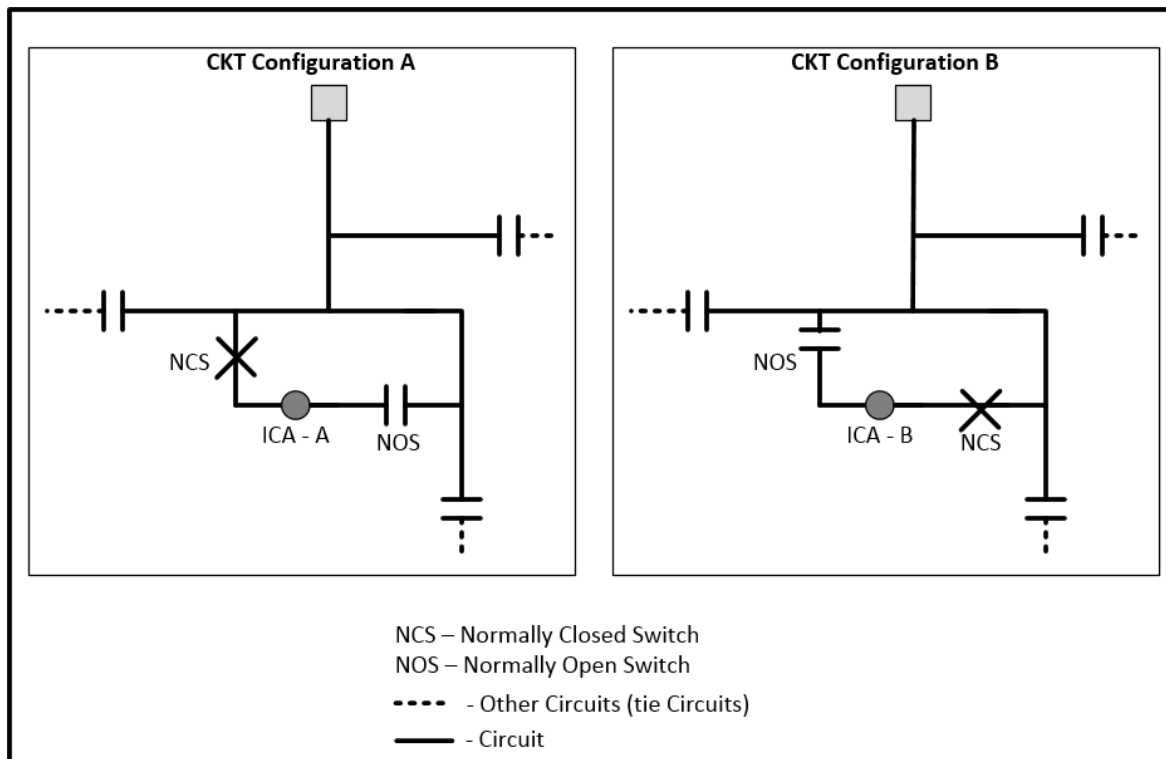 CKT Configuration A
NCS
ICA - A
NOS
CKT Configuration B
NOS
ICA - B
NCS
NCS – Normally Closed Switch
NOS – Normally Open Switch
- Other Circuits (tie Circuits)
- Circuit